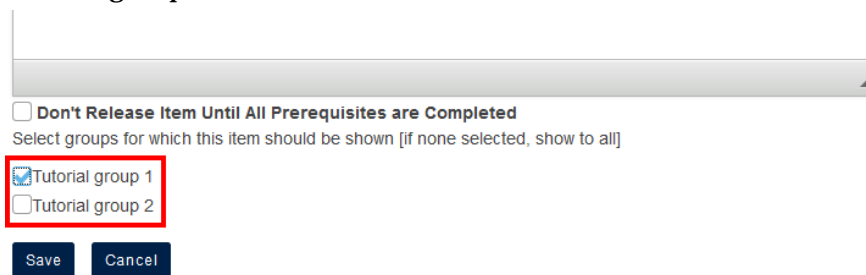 Don't Release Item Until All Prerequisites are Completed
Select groups for which this item should be shown [if none selected, show to all]
Tutorial group 1
Tutorial group 2
Save Cancel